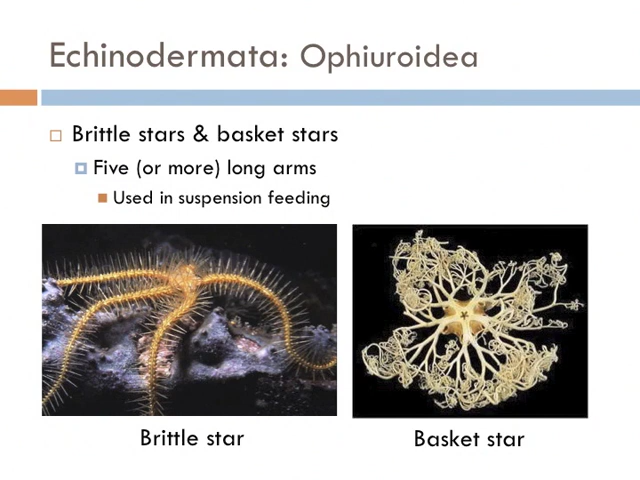 Echinodermata: Ophiuroidea
Brittle stars & basket stars
Five (or more) long arms
Used in suspension feeding
Brittle star
Basket star